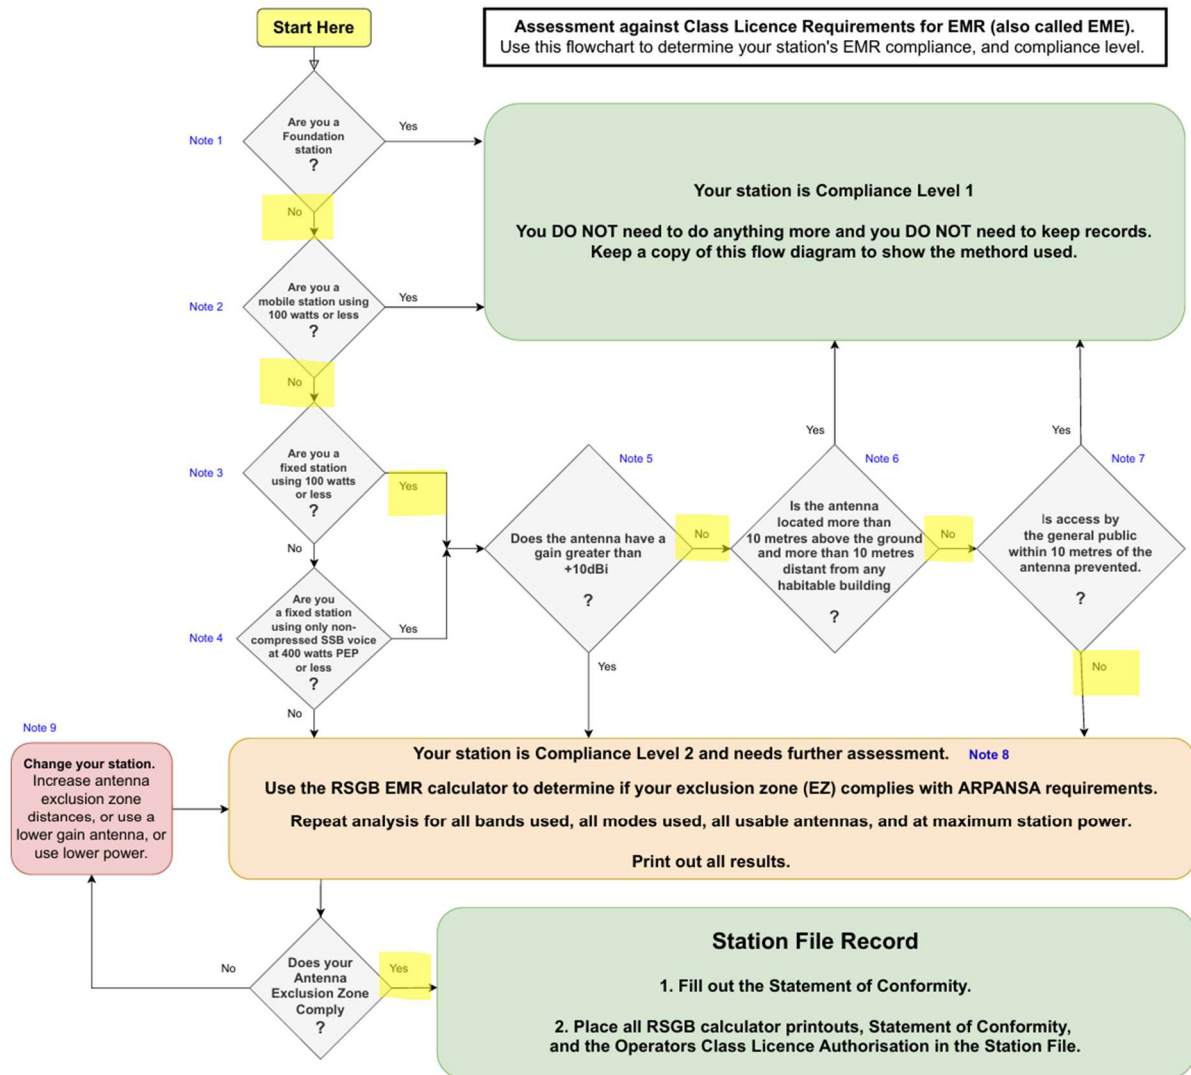 Start Here
Assessment against Class Licence Requirements for EMR (also called EME).
Use this flowchart to determine your station's EMR compliance, and compliance level.
Note 1
Are you a
Foundation
station
?
Yes
No
Your station is Compliance Level 1
You DO NOT need to do anything more and you DO NOT need to keep records.
Keep a copy of this flow diagram to show the methord used.
Note 2
Are you a
mobile station using
100 watts or less
?
Yes
No
Note 3
Are you a
fixed station
using 100 watts
or less
?
Yes
No
Note 4
Are you
a fixed station
using only non-
compressed SSB voice
at 400 watts PEP
or less
?
Yes
No
Note 5
Does the antenna have a
gain greater than
+10dBi
?
No
Yes
Note 6
Yes
Is the antenna
located more than
10 metres above the ground
and more than 10 metres
distant from any
habitable building
?
No
Note 7
Yes
Is access by
the general public
within 10 metres of the
antenna prevented.
?
No
Note 9
Change your station.
Increase antenna
exclusion zone
distances, or use a
lower gain antenna, or
use lower power.
Your station is Compliance Level 2 and needs further assessment. Note 8
Use the RSGB EMR calculator to determine if your exclusion zone (EZ) complies with ARPANSA requirements.
Repeat analysis for all bands used, all modes used, all usable antennas, and at maximum station power.
Print out all results.
No
Does your
Antenna
Exclusion Zone
Comply
?
Yes
Station File Record
1. Fill out the Statement of Conformity.
2. Place all RSGB calculator printouts, Statement of Conformity,
and the Operators Class Licence Authorisation in the Station File.